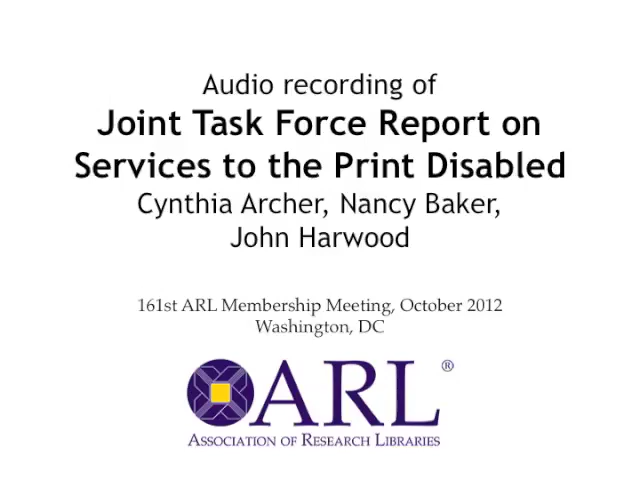 Audio recording of
Joint Task Force Report on
Services to the Print Disabled
Cynthia Archer, Nancy Baker,
John Harwood
161st ARL Membership Meeting, October 2012
Washington, DC
ARL®
ASSOCIATION OF RESEARCH LIBRARIES